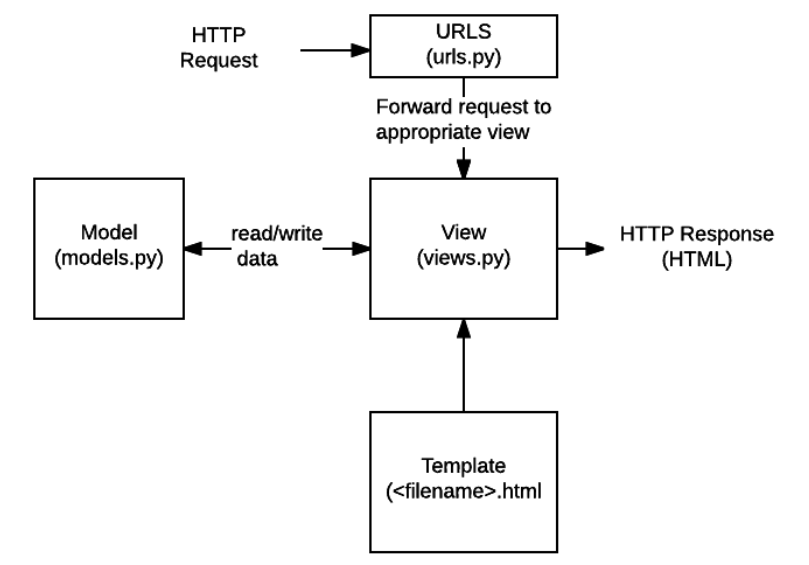 HTTP
Request
URLS
(urls.py)
Forward request to
appropriate view
Model
(models.py)
read/write
data
View
(views.py)
HTTP Response
(HTML)
Template
(<filename>.html